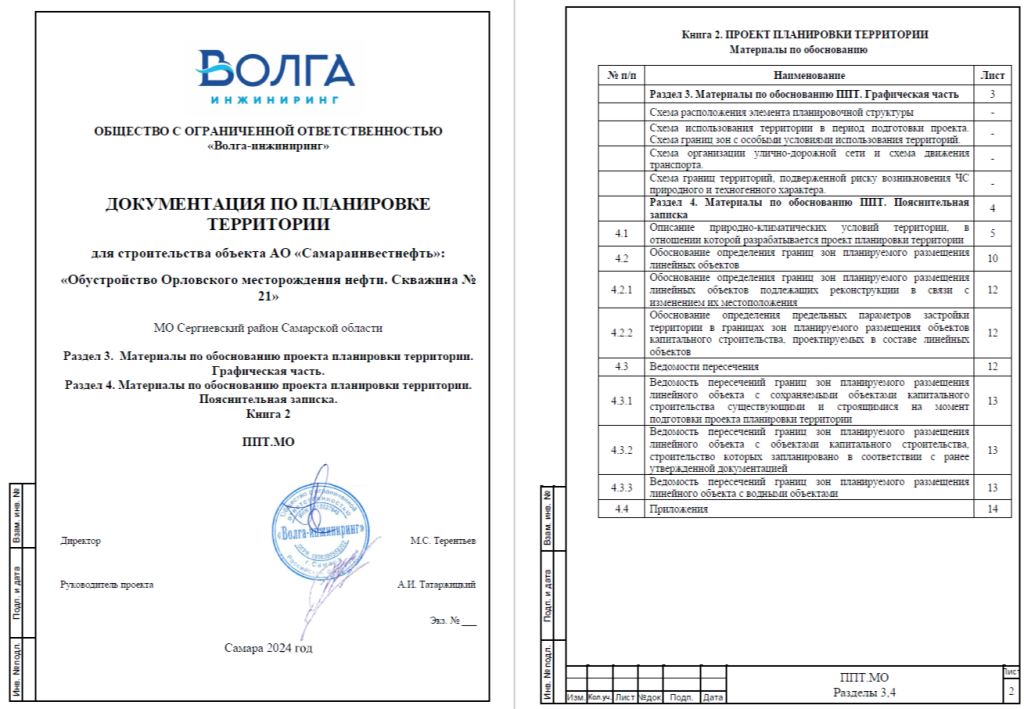 ВОЛГА
ИНЖИНИРИНГ
ОБЩЕСТВО С ОГРАНИЧЕННОЙ ОТВЕТСТВЕННОСТЬЮ
«Волга-инжиниринг»
ДОКУМЕНТАЦИЯ ПО ПЛАНИРОВКЕ
ТЕРРИТОРИИ
для строительства объекта АО «Самараинвестнефть»:
«Обустройство Орловского месторождения нефти. Скважина №
21»
МО Сергиевский район Самарской области
Раздел 3. Материалы по обоснованию проекта планировки территории.
Графическая часть.
Раздел 4. Материалы по обоснованию проекта планировки территории.
Пояснительная записка.
Книга 2
ППТ.МО
«Волга-инжиниринг»
Директор М.С. Терентьев
Руководитель проекта А.И. Татаржицкий
Экз. № ___
Самара 2024 год
Взам. инв. №
Подп. и дата
Инв. № подл.
Книга 2. ПРОЕКТ ПЛАНИРОВКИ ТЕРРИТОРИИ
Материалы по обоснованию
№ п/п Наименование Лист
Раздел 3. Материалы по обоснованию ППТ. Графическая часть 3
Схема расположения элемента планировочной структуры -
Схема использования территории в период подготовки проекта.
Схема границ зон с особыми условиями использования территорий. -
Схема организации улично-дорожной сети и схема движения
транспорта. -
Схема границ территорий, подверженной риску возникновения ЧС
природного и техногенного характера. -
Раздел 4. Материалы по обоснованию ППТ. Пояснительная
записка 4
4.1 Описание природно-климатических условий территории, в
отношении которой разрабатывается проект планировки территории 5
4.2 Обоснование определения границ зон планируемого размещения
линейных объектов 10
4.2.1 Обоснование определения границ зон планируемого размещения
линейных объектов подлежащих реконструкции в связи с
изменением их местоположения 12
4.2.2 Обоснование определения предельных параметров застройки
территории в границах зон планируемого размещения объектов
капитального строительства, проектируемых в составе линейных
объектов 12
4.3 Ведомости пересечения 12
4.3.1 Ведомость пересечений границ зон планируемого размещения
линейного объекта с сохраняемыми объектами капитального
строительства существующими и строящимися на момент
подготовки проекта планировки территории 13
4.3.2 Ведомость пересечений границ зон планируемого размещения
линейного объекта с объектами капитального строительства,
строительство которых запланировано в соответствии с ранее
утвержденной документацией 13
4.3.3 Ведомость пересечений границ зон планируемого размещения
линейного объекта с водными объектами 13
4.4 Приложения 14
Взам. инв. №
Подп. и дата
Инв. № подл.
Изм. Кол.уч. Лист №док. Подп. Дата
ППТ.МО
Разделы 3,4
Лист
2